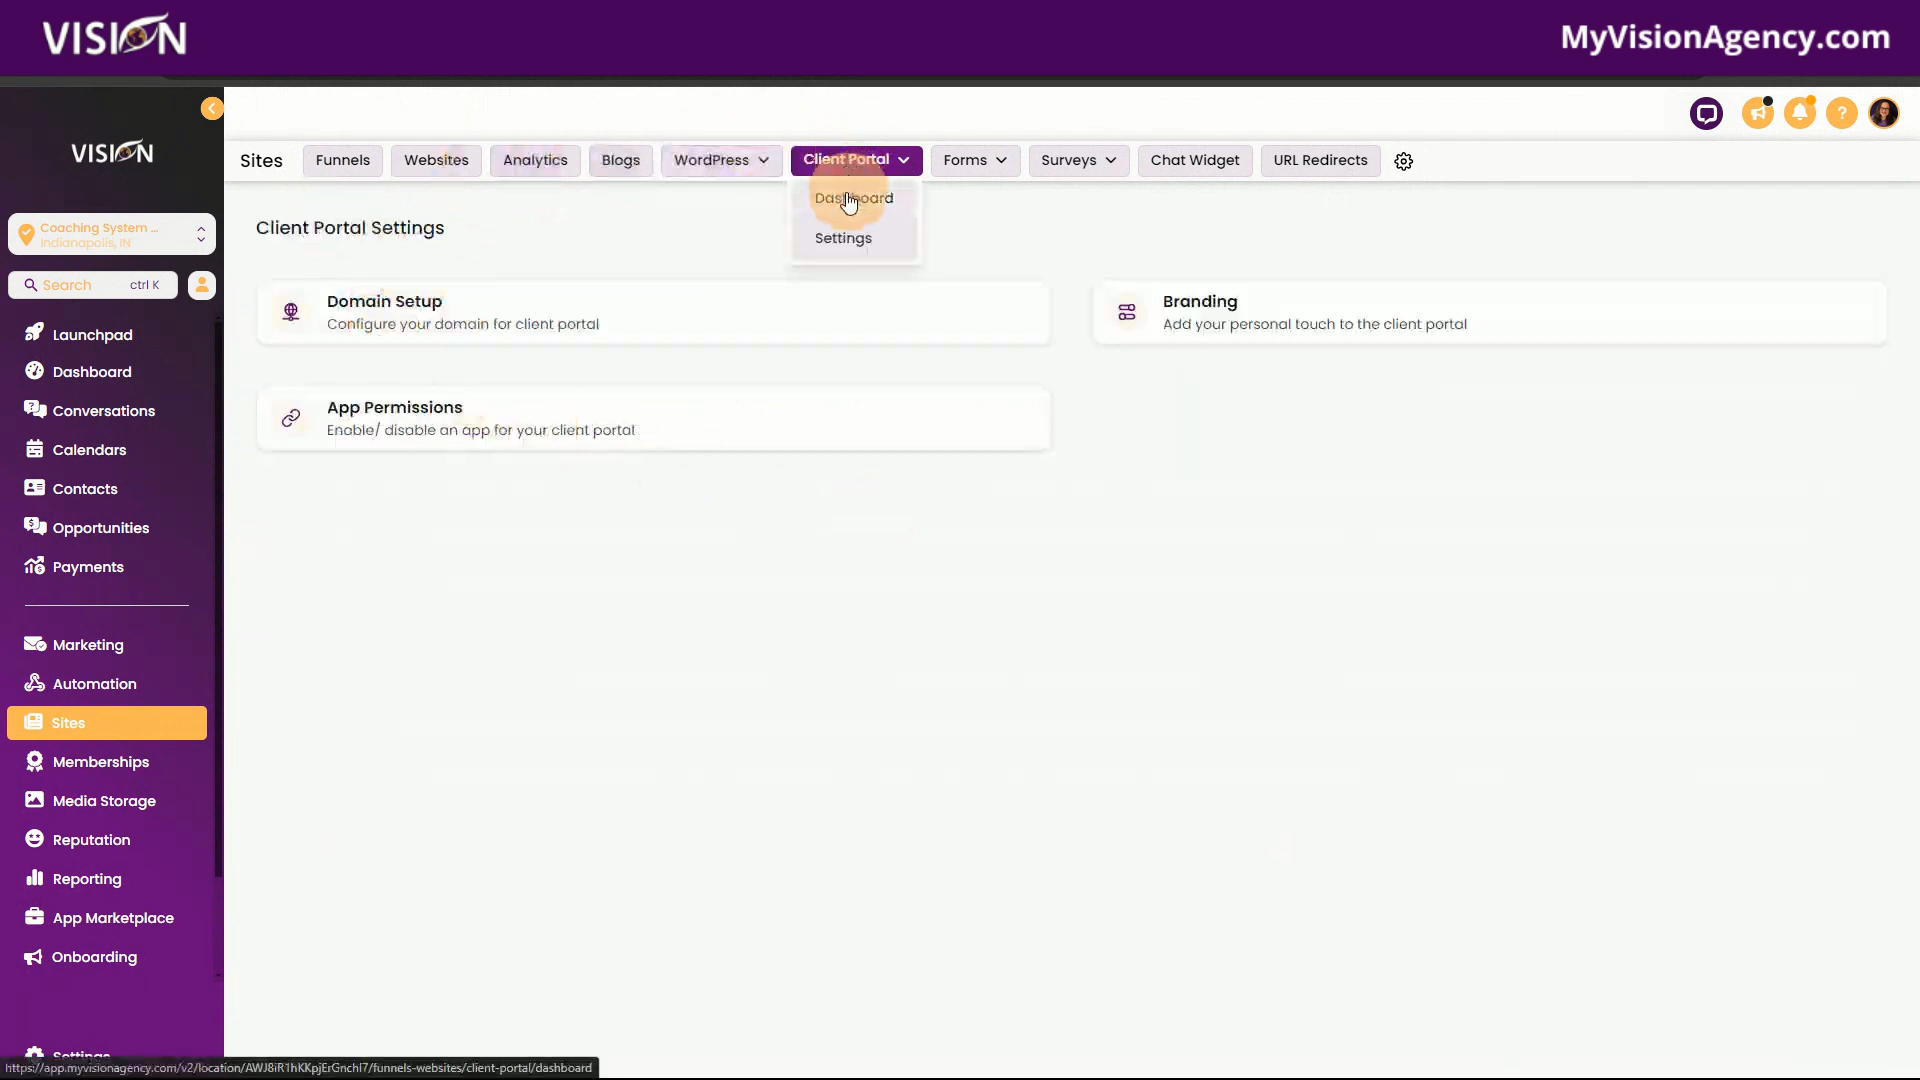 VISION
MyVisionAgency.com
VISION
Coaching System ...
Indianapolis, IN
Search
ctrl K
Launchpad
Dashboard
Conversations
Calendars
Contacts
Opportunities
Payments
Marketing
Automation
Sites
Memberships
Media Storage
Reputation
Reporting
App Marketplace
Onboarding
Settings
Sites
Funnels
Websites
Analytics
Blogs
WordPress
Client Portal
Forms
Surveys
Chat Widget
URL Redirects
Dashboard
Settings
Client Portal Settings
Domain Setup
Configure your domain for client portal
Branding
Add your personal touch to the client portal
App Permissions
Enable/ disable an app for your client portal
https://app.myvisionagency.com/v2/location/AWJ8iR1hKKpjErGnchI7/funnels-websites/client-portal/dashboard